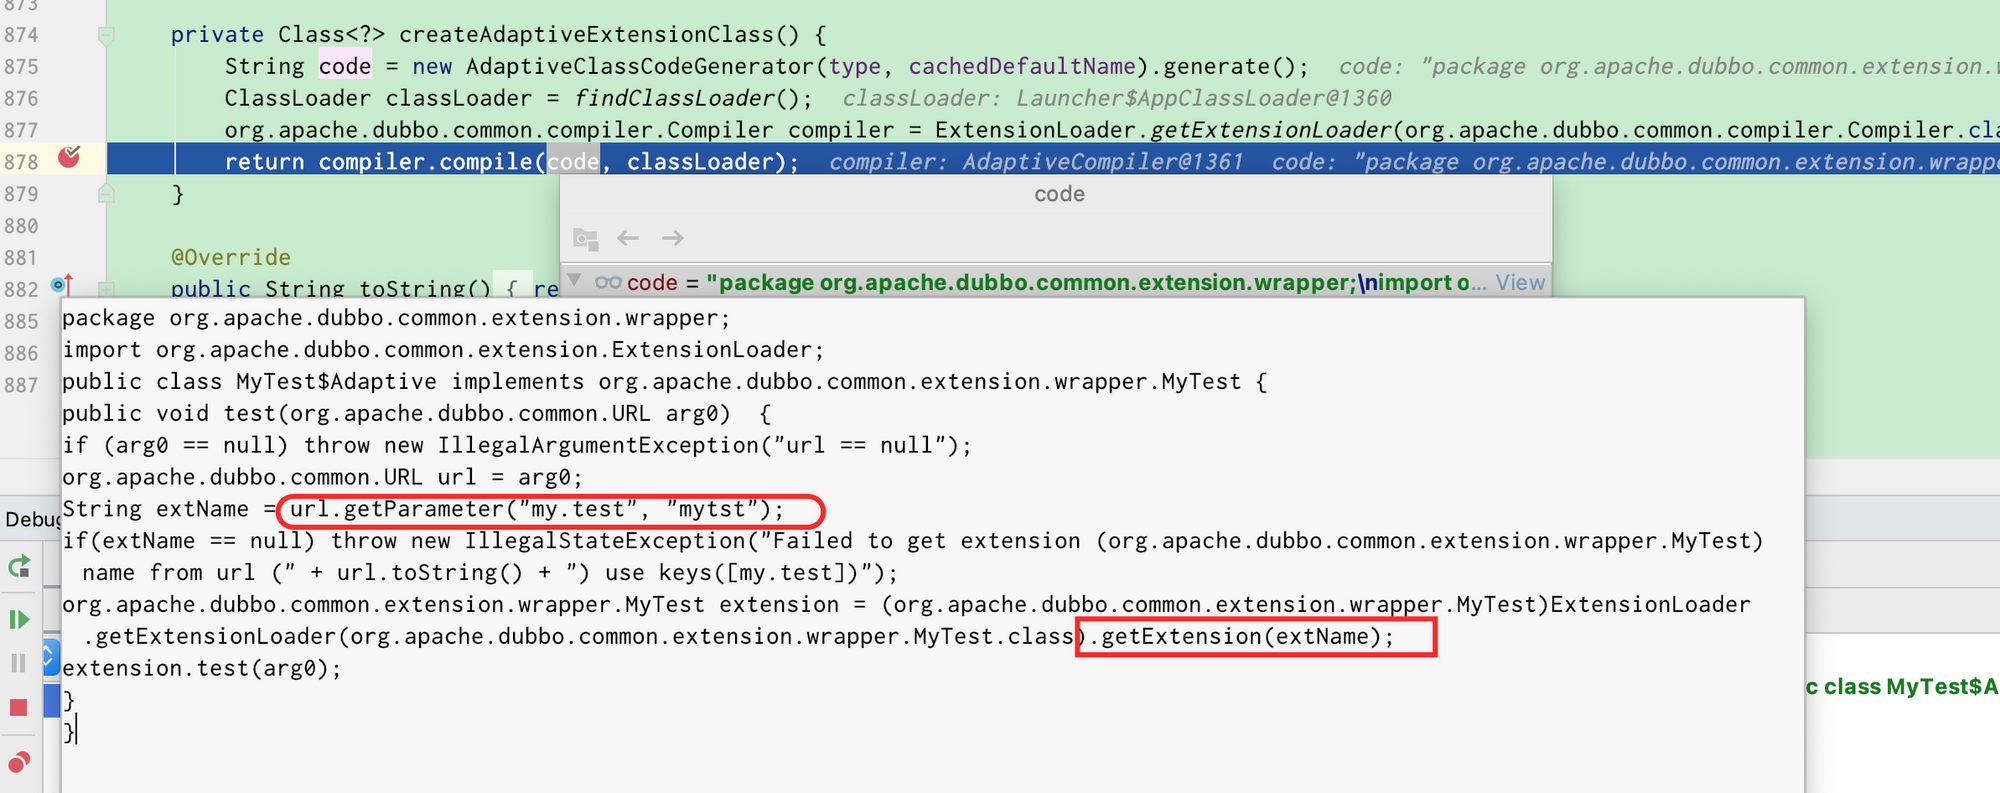 873
874 private Class<?> createAdaptiveExtensionClass() {
875 String code = new AdaptiveClassCodeGenerator(type, cachedDefaultName).generate(); code: "package org.apache.dubbo.common.extension.
876 ClassLoader classLoader = findClassLoader(); classLoader: Launcher$AppClassLoader@1360
877 org.apache.dubbo.common.compiler.Compiler compiler = ExtensionLoader.getExtensionLoader(org.apache.dubbo.common.compiler.Compiler.cla
878 return compiler.compile(code, classLoader); compiler: AdaptiveCompiler@1361 code: "package org.apache.dubbo.common.extension.wrappe
879 }
code
880
881 @Override
882 public String toString() { re
code = "package org.apache.dubbo.common.extension.wrapper;\nimport o... View
885
886
887
package org.apache.dubbo.common.extension.wrapper;
import org.apache.dubbo.common.extension.ExtensionLoader;
public class MyTest$Adaptive implements org.apache.dubbo.common.extension.wrapper.MyTest {
public void test(org.apache.dubbo.common.URL arg0)  {
if (arg0 == null) throw new IllegalArgumentException("url == null");
org.apache.dubbo.common.URL url = arg0;
String extName = url.getParameter("my.test", "mytst");
if(extName == null) throw new IllegalStateException("Failed to get extension (org.apache.dubbo.common.extension.wrapper.MyTest)
name from url (" + url.toString() + ") use keys([my.test])");
org.apache.dubbo.common.extension.wrapper.MyTest extension = (org.apache.dubbo.common.extension.wrapper.MyTest)ExtensionLoader
.getExtensionLoader(org.apache.dubbo.common.extension.wrapper.MyTest.class).getExtension(extName);
extension.test(arg0);
}
}
Debug
c class MyTest$A